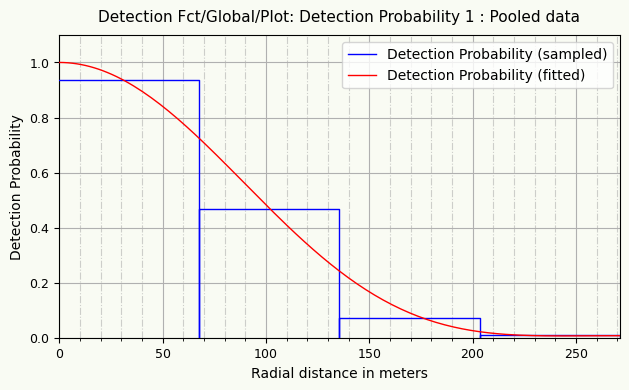 Detection Fct/Global/Plot: Detection Probability 1 : Pooled data
Detection Probability (sampled)
Detection Probability (fitted)
Detection Probability
1.0
0.8
0.6
0.4
0.2
0.0
0 50 100 150 200 250
Radial distance in meters